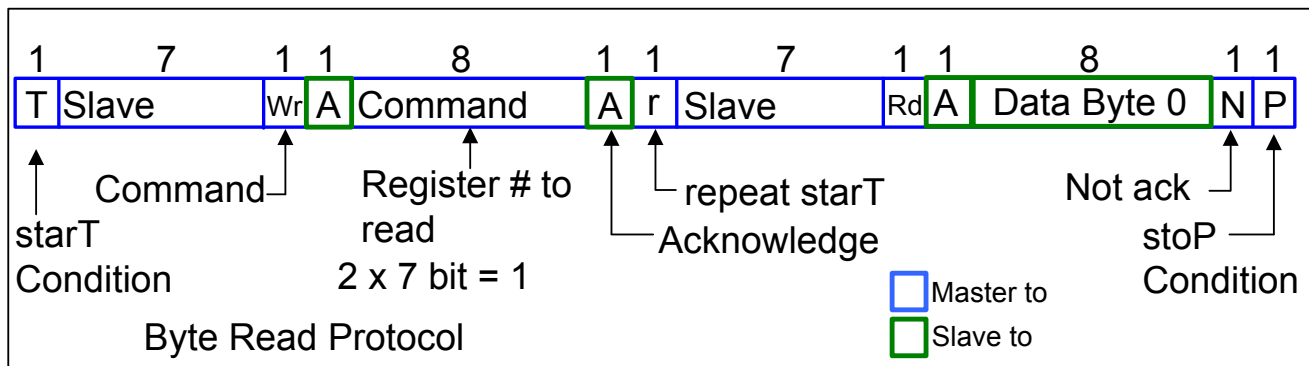 1 7 1 1 8 1 1 7 1 1 8 1 1
T Slave Wr A Command A r Slave Rd A Data Byte 0 N P
Command
Register # to
read
2 x 7 bit = 1
repeat starT
Acknowledge
Not ack
starT
Condition
stoP
Condition
Master to
Slave to
Byte Read Protocol